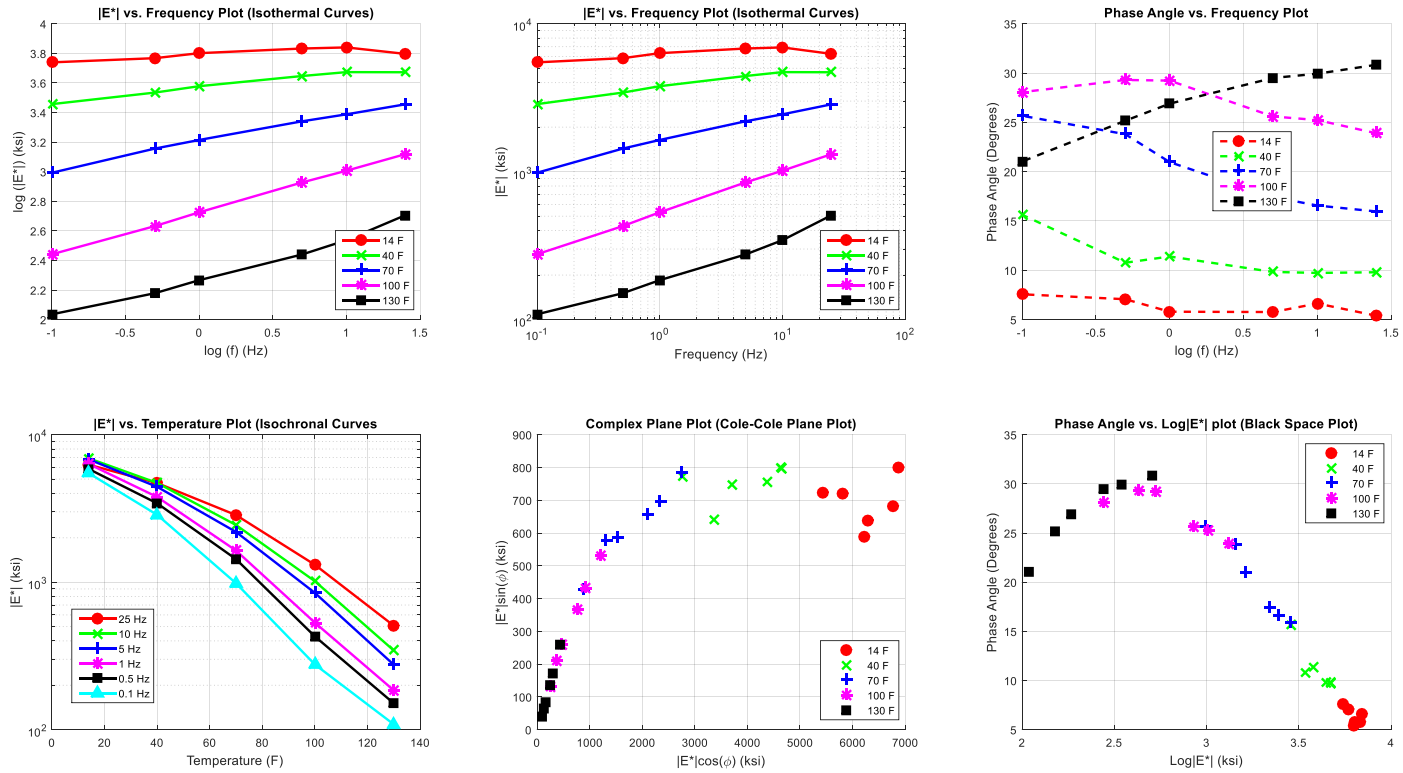 |E*| vs. Frequency Plot (Isothermal Curves)
4
3.8
3.6
3.4
3.2
3
2.8
2.6
2.4
2.2
2
log (|E*|) (ksi)
-1
-0.5
0
0.5
1
1.5
log (f) (Hz)
14 F
40 F
70 F
100 F
130 F
|E*| vs. Frequency Plot (Isothermal Curves)
10^4
10^3
10^2
|E*| (ksi)
10^-1
10^0
10^1
10^2
Frequency (Hz)
14 F
40 F
70 F
100 F
130 F
Phase Angle vs. Frequency Plot
35
30
25
20
15
10
5
Phase Angle (Degrees)
-1
-0.5
0
0.5
1
1.5
log (f) (Hz)
14 F
40 F
70 F
100 F
130 F
|E*| vs. Temperature Plot (Isochronal Curves
10^4
10^3
10^2
|E*| (ksi)
0
20
40
60
80
100
120
140
Temperature (F)
25 Hz
10 Hz
5 Hz
1 Hz
0.5 Hz
0.1 Hz
Complex Plane Plot (Cole-Cole Plane Plot)
900
800
700
600
500
400
300
200
100
0
|E*|sin(ϕ) (ksi)
0
1000
2000
3000
4000
5000
6000
7000
|E*|cos(ϕ) (ksi)
14 F
40 F
70 F
100 F
130 F
Phase Angle vs. Log|E*| plot (Black Space Plot)
35
30
25
20
15
10
5
Phase Angle (Degrees)
2
2.5
3
3.5
4
Log|E*| (ksi)
14 F
40 F
70 F
100 F
130 F